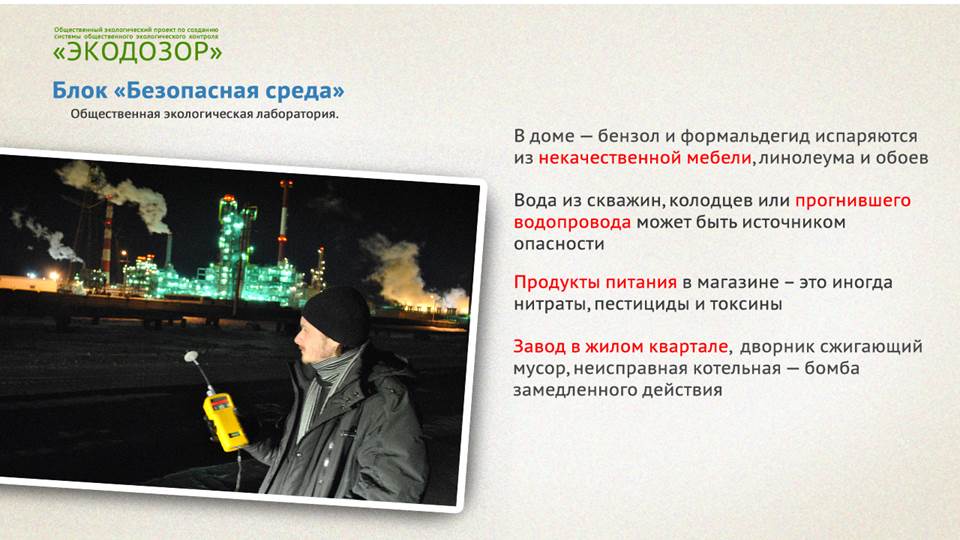 Общественный экологический проект по созданию
системы общественного экологического контроля
«ЭКОДОЗОР»
Блок «Безопасная среда»
Общественная экологическая лаборатория.
В доме — бензол и формальдегид испаряются
из некачественной мебели, линолеума и обоев
Вода из скважин, колодцев или прогнившего
водопровода может быть источником
опасности
Продукты питания в магазине – это иногда
нитраты, пестициды и токсины
Завод в жилом квартале, дворник сжигающий
мусор, неисправная котельная — бомба
замедленного действия